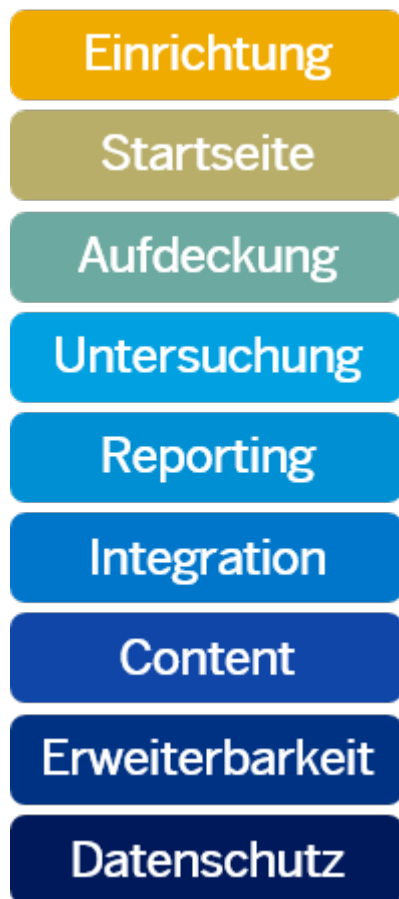 Einrichtung
Startseite
Aufdeckung
Untersuchung
Reporting
Integration
Content
Erweiterbarkeit
Datenschutz